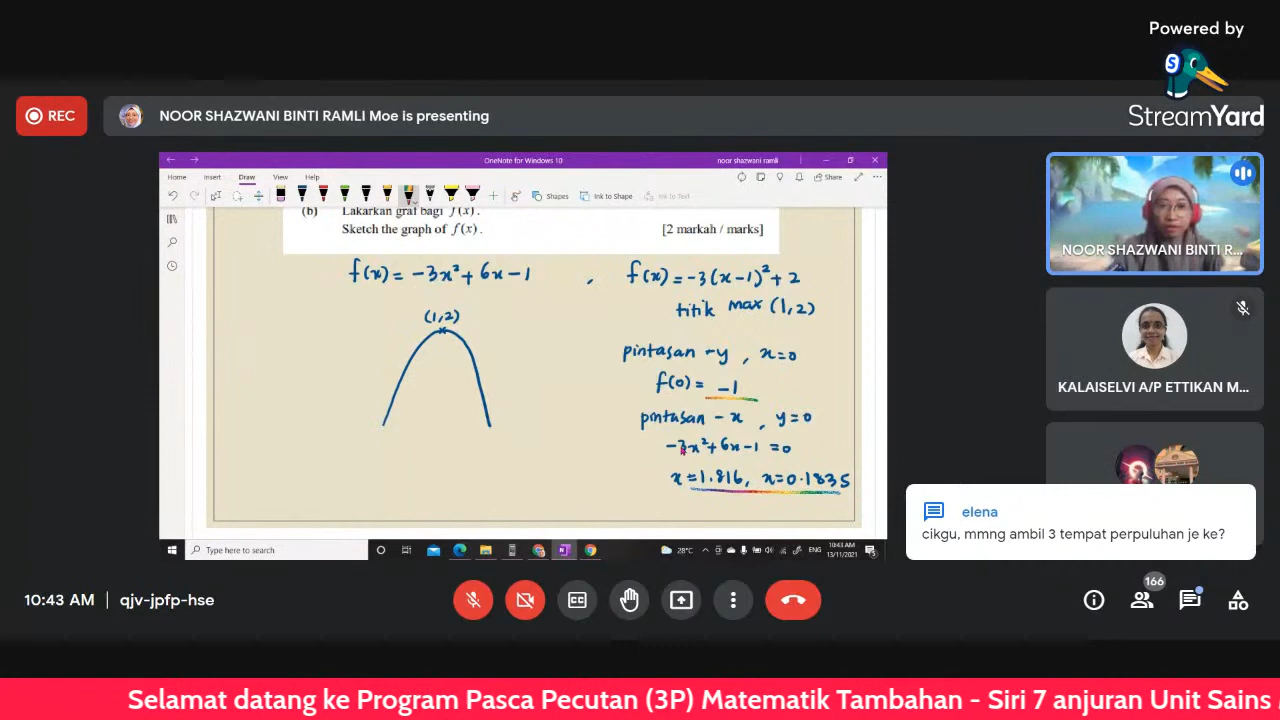 Powered by
StreamYard
REC
NOOR SHAZWANI BINTI RAMLI Moe is presenting
OneNote for Windows 10
noor shazwani ramli
Home Insert Draw View Help
Share
Shapes
Ink to Shape
Ink to Text
(b) Lakarkan graf bagi f(x).
Sketch the graph of f(x). [2 markah / marks]
f(x) = -3x² + 6x - 1 , f(x) = -3(x-1)² + 2
titik max (1,2)
(1,2)
pintasan -y , x=0
f(0) = -1
pintasan - x , y=0
-3x² + 6x - 1 = 0
x = 1.816, x = 0.1835
NOOR SHAZWANI BINTI R...
KALAISELVI A/P ETTIKAN M...
elena
cikgu, mmng ambil 3 tempat perpuluhan je ke?
Type here to search
28°C
ENG
10:43 AM
13/11/2021
10:43 AM | qjv-jpfp-hse
166
Selamat datang ke Program Pasca Pecutan (3P) Matematik Tambahan - Siri 7 anjuran Unit Sains